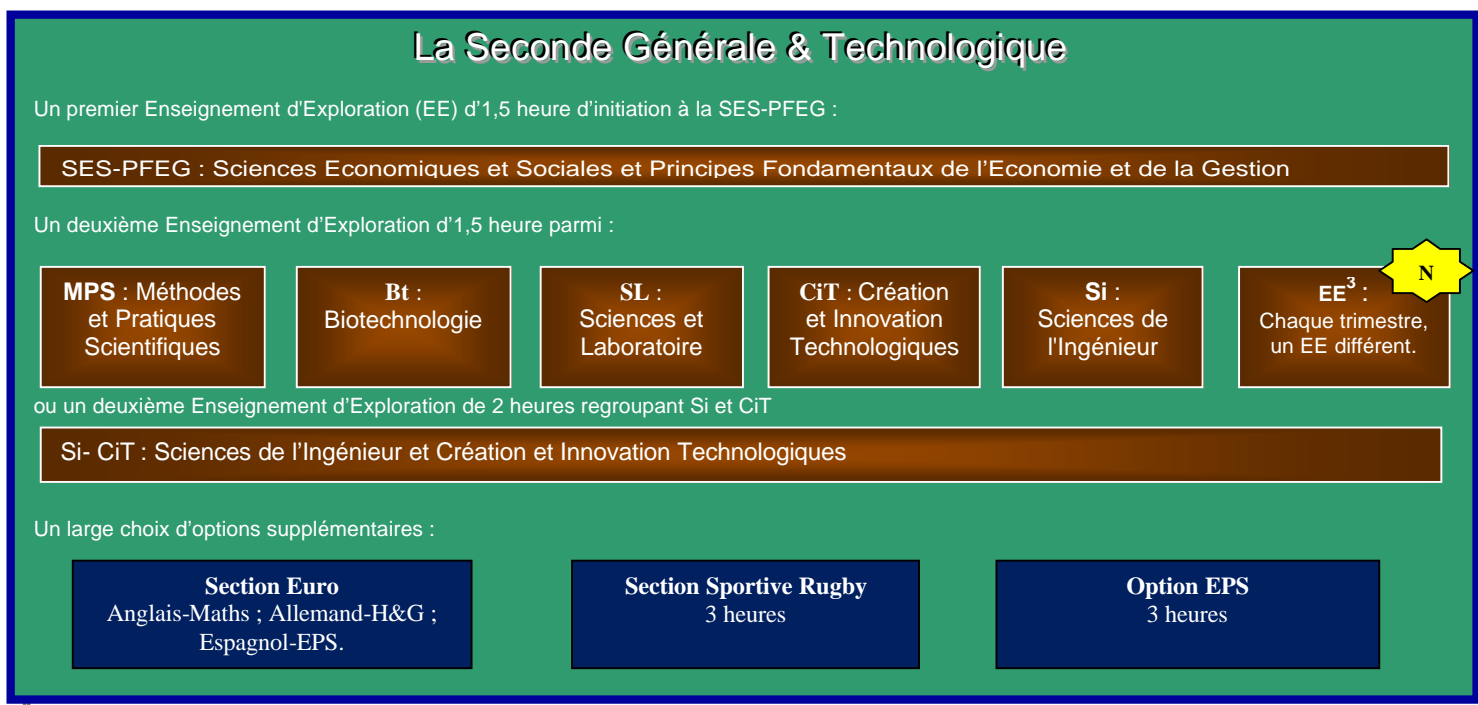 La Seconde Générale & Technologique
Un premier Enseignement d'Exploration (EE) d'1,5 heure d'initiation à la SES-PFEG :
SES-PFEG : Sciences Economiques et Sociales et Principes Fondamentaux de l'Economie et de la Gestion
Un deuxième Enseignement d'Exploration d'1,5 heure parmi :
MPS : Méthodes
et Pratiques
Scientifiques
Bt :
Biotechnologie
SL :
Sciences et
Laboratoire
CiT : Création
et Innovation
Technologiques
Si :
Sciences de
l'Ingénieur
N
EE³ :
Chaque trimestre,
un EE différent.
ou un deuxième Enseignement d'Exploration de 2 heures regroupant Si et CiT
Si- CiT : Sciences de l'Ingénieur et Création et Innovation Technologiques
Un large choix d'options supplémentaires :
Section Euro
Anglais-Maths ; Allemand-H&G ;
Espagnol-EPS.
Section Sportive Rugby
3 heures
Option EPS
3 heures